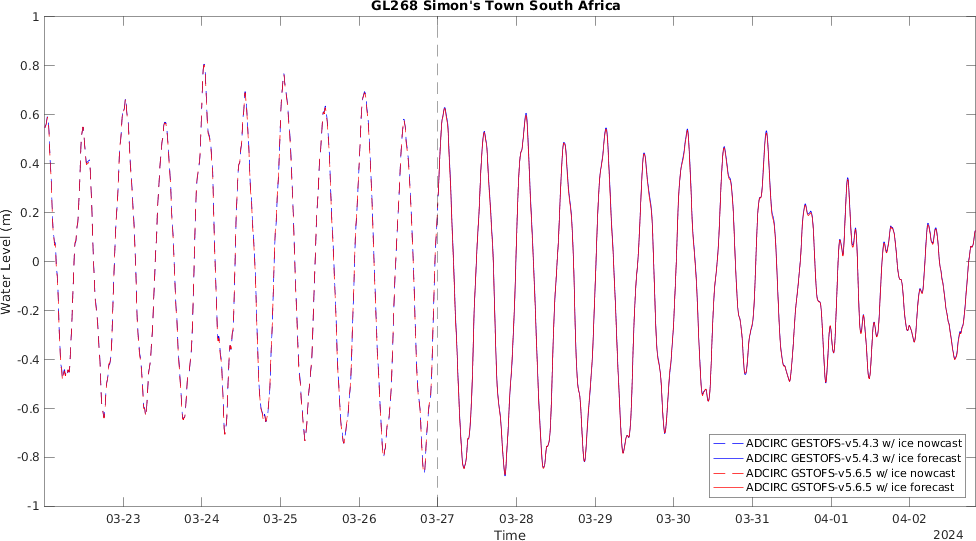 GL268 Simon's Town South Africa
1
0.8
0.6
0.4
0.2
0
-0.2
-0.4
-0.6
-0.8
-1
Water Level (m)
ADCIRC GESTOFS-v5.4.3 w/ ice nowcast
ADCIRC GESTOFS-v5.4.3 w/ ice forecast
ADCIRC GSTOFS-v5.6.5 w/ ice nowcast
ADCIRC GSTOFS-v5.6.5 w/ ice forecast
03-23 03-24 03-25 03-26 03-27 03-28 03-29 03-30 03-31 04-01 04-02
Time
2024